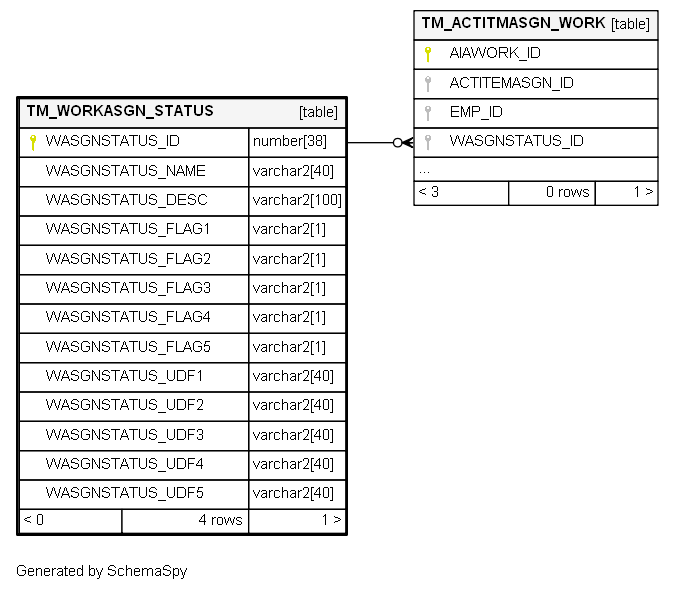 TM_ACTITMASGN_WORK [table]
AIAWORK_ID
ACTITEMASGN_ID
EMP_ID
WASGNSTATUS_ID
...
< 3 0 rows 1 >
TM_WORKASGN_STATUS [table]
WASGNSTATUS_ID number[38]
WASGNSTATUS_NAME varchar2[40]
WASGNSTATUS_DESC varchar2[100]
WASGNSTATUS_FLAG1 varchar2[1]
WASGNSTATUS_FLAG2 varchar2[1]
WASGNSTATUS_FLAG3 varchar2[1]
WASGNSTATUS_FLAG4 varchar2[1]
WASGNSTATUS_FLAG5 varchar2[1]
WASGNSTATUS_UDF1 varchar2[40]
WASGNSTATUS_UDF2 varchar2[40]
WASGNSTATUS_UDF3 varchar2[40]
WASGNSTATUS_UDF4 varchar2[40]
WASGNSTATUS_UDF5 varchar2[40]
< 0 4 rows 1 >
Generated by SchemaSpy